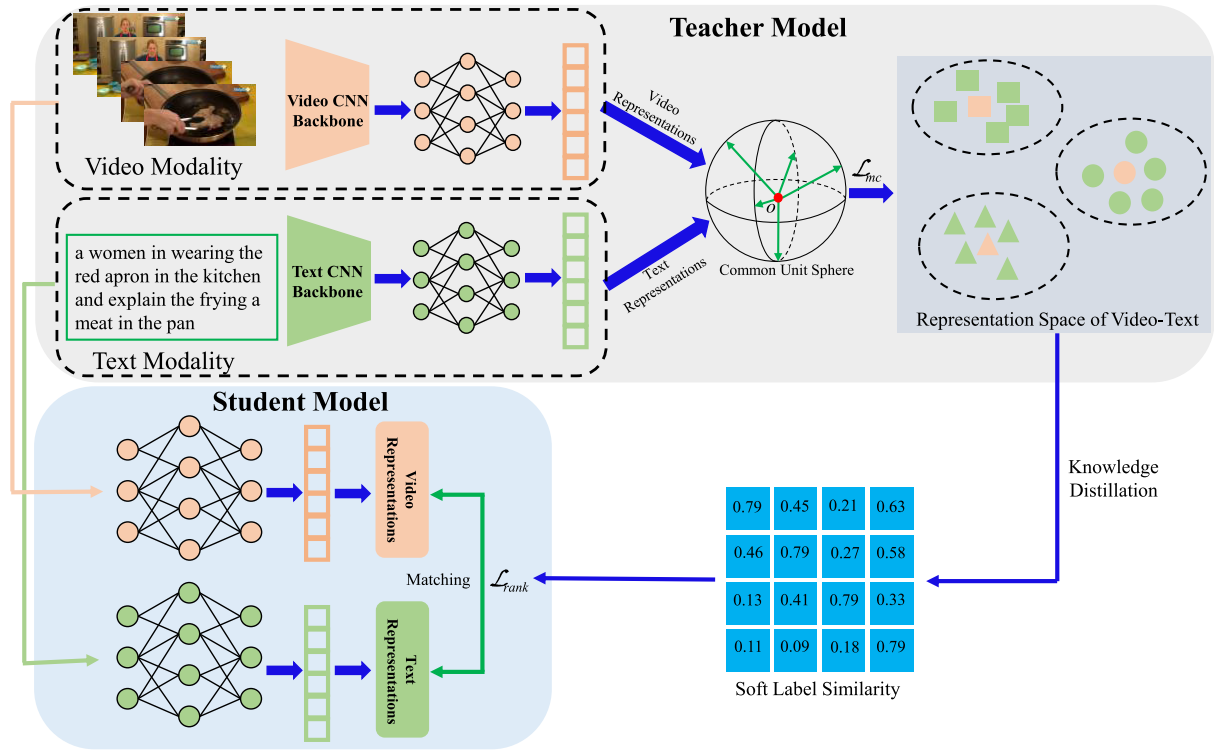 Teacher Model
Video CNN
Backbone
Video Modality
Video
Representations
a women in wearing the
red apron in the kitchen
and explain the frying a
meat in the pan
Text CNN
Backbone
Text Modality
Text
Representations
O
Common Unit Sphere
ℒmc
Representation Space of Video-Text
Student Model
Video
Representations
Matching
ℒrank
Text
Representations
Knowledge
Distillation
0.79 0.45 0.21 0.63
0.46 0.79 0.27 0.58
0.13 0.41 0.79 0.33
0.11 0.09 0.18 0.79
Soft Label Similarity